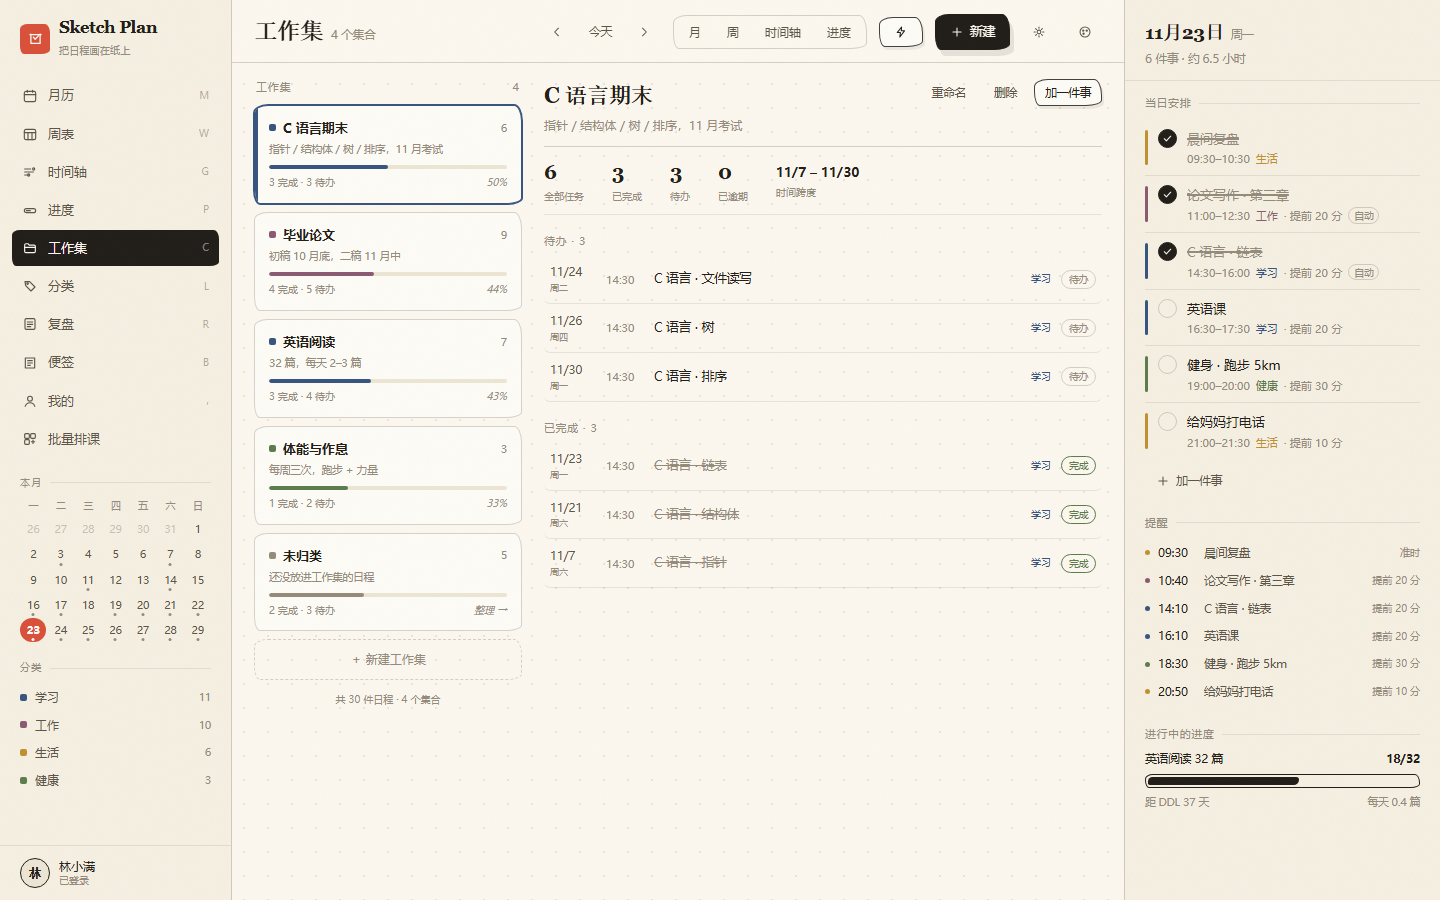 Sketch Plan
把日程画在纸上
月历 M
周表 W
时间轴 G
进度 P
工作集 C
分类 L
复盘 R
便签 B
我的 ,
批量排课
本月
一 二 三 四 五 六 日
26 27 28 29 30 31 1
2 3 4 5 6 7 8
9 10 11 12 13 14 15
16 17 18 19 20 21 22
23 24 25 26 27 28 29
分类
学习 11
工作 10
生活 6
健康 3
林 林小满
已登录
工作集 4 个集合
今天
月 周 时间轴 进度
+ 新建
工作集 4
C 语言期末 6
指针 / 结构体 / 树 / 排序，11 月考试
3 完成 · 3 待办 50%
毕业论文 9
初稿 10 月底，二稿 11 月中
4 完成 · 5 待办 44%
英语阅读 7
32 篇，每天 2–3 篇
3 完成 · 4 待办 43%
体能与作息 3
每周三次，跑步 + 力量
1 完成 · 2 待办 33%
未归类 5
还没放进工作集的日程
2 完成 · 3 待办 整理 →
+ 新建工作集
共 30 件日程 · 4 个集合
C 语言期末
重命名 删除 加一件事
指针 / 结构体 / 树 / 排序，11 月考试
6 3 3 0 11/7 – 11/30
全部任务 已完成 待办 已逾期 时间跨度
待办 · 3
11/24 周二 14:30 C 语言 · 文件读写 学习 待办
11/26 周四 14:30 C 语言 · 树 学习 待办
11/30 周一 14:30 C 语言 · 排序 学习 待办
已完成 · 3
11/23 周一 14:30 C 语言 · 链表 学习 完成
11/21 周六 14:30 C 语言 · 结构体 学习 完成
11/7 周六 14:30 C 语言 · 指针 学习 完成
11月23日 周一
6 件事 · 约 6.5 小时
当日安排
晨间复盘
09:30–10:30 生活
论文写作 · 第三章
11:00–12:30 工作 · 提前 20 分 自动
C 语言 · 链表
14:30–16:00 学习 · 提前 20 分 自动
英语课
16:30–17:30 学习 · 提前 20 分
健身 · 跑步 5km
19:00–20:00 健康 · 提前 30 分
给妈妈打电话
21:00–21:30 生活 · 提前 10 分
+ 加一件事
提醒
09:30 晨间复盘 准时
10:40 论文写作 · 第三章 提前 20 分
14:10 C 语言 · 链表 提前 20 分
16:10 英语课 提前 20 分
18:30 健身 · 跑步 5km 提前 30 分
20:50 给妈妈打电话 提前 10 分
进行中的进度
英语阅读 32 篇 18/32
距 DDL 37 天 每天 0.4 篇